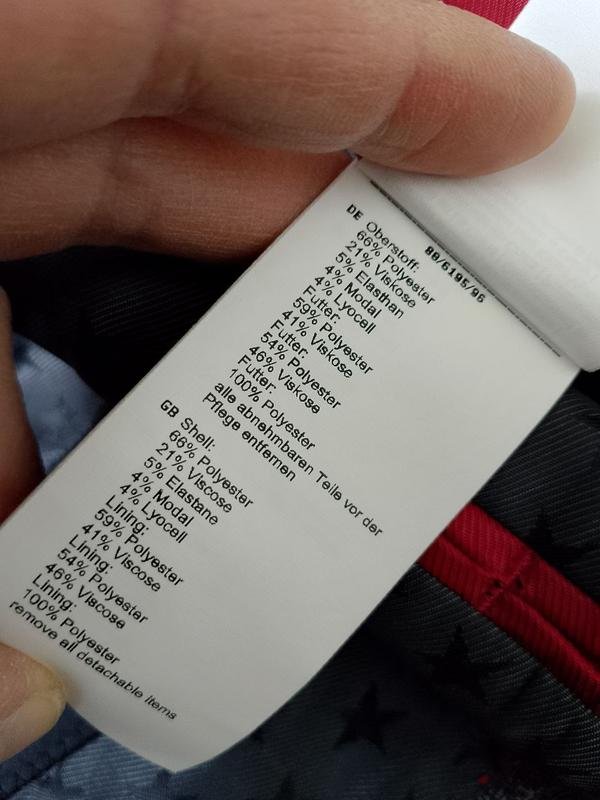 88/6195/96
DE Oberstoff:
66% Polyester
21% Viskose
5% Elasthan
4% Modal
4% Lyocell
Futter:
59% Polyester
41% Viskose
Futter:
54% Polyester
46% Viskose
Futter:
100% Polyester
alle abnehmbaren Teile vor der
Pflege entfernen
GB Shell:
66% Polyester
21% Viscose
5% Elastane
4% Modal
4% Lyocell
Lining:
59% Polyester
41% Viscose
Lining:
54% Polyester
46% Viscose
Lining:
100% Polyester
remove all detachable items